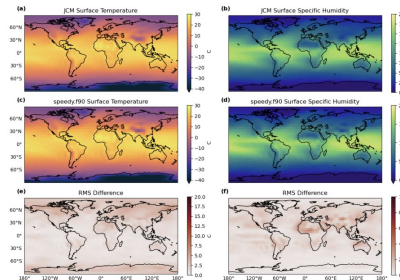 (a) JCM Surface Temperature
(b) JCM Surface Specific Humidity
60°N
30°N
0°
30°S
60°S
30
20
10
0
−10
−20
−30
−40
C
(c) speedy.f90 Surface Temperature
(d) speedy.f90 Surface Specific Humidity
60°N
30°N
0°
30°S
60°S
30
20
10
0
−10
−20
−30
−40
C
(e) RMS Difference
(f) RMS Difference
60°N
30°N
0°
30°S
60°S
20.0
17.5
15.0
12.5
10.0
7.5
5.0
2.5
0.0
C
180° 120°W 60°W 0° 60°E 120°E 180°
180° 120°W 60°W 0° 60°E 120°E 180°